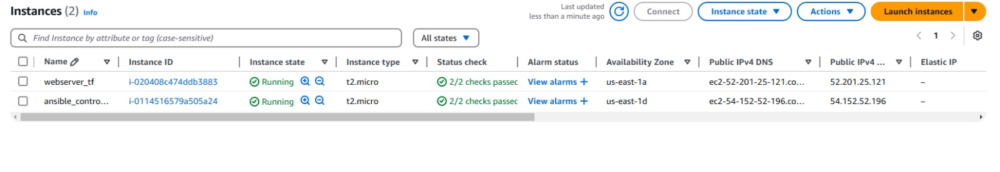 Instances (2) Info
Last updated
less than a minute ago
Connect
Instance state
Actions
Launch instances
Find Instance by attribute or tag (case-sensitive)
All states
1
Name Instance ID Instance state Instance type Status check Alarm status Availability Zone Public IPv4 DNS Public IPv4 ... Elastic IP
webserver_tf i-020408c474ddb3883 Running t2.micro 2/2 checks passec View alarms + us-east-1a ec2-52-201-25-121.co... 52.201.25.121 –
ansible_contro... i-0114516579a505a24 Running t2.micro 2/2 checks passec View alarms + us-east-1d ec2-54-152-52-196.co... 54.152.52.196 –